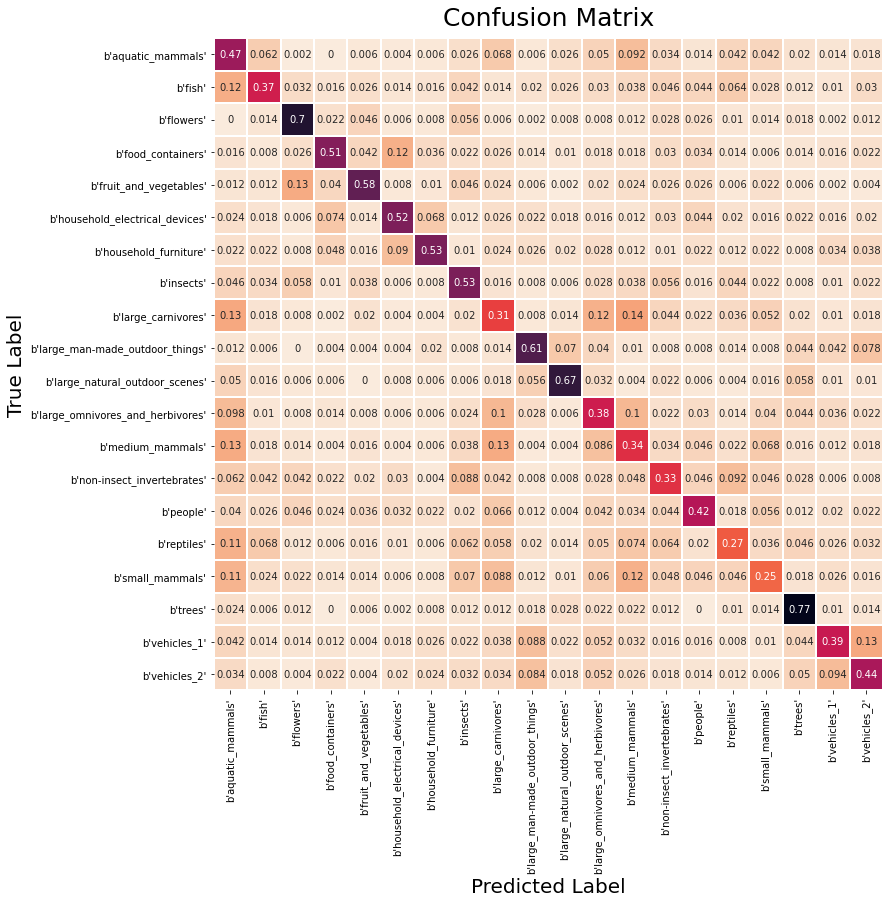 Confusion Matrix
b'aquatic_mammals' 0.47 0.062 0.002 0 0.006 0.004 0.006 0.026 0.068 0.006 0.026 0.05 0.092 0.034 0.014 0.042 0.042 0.02 0.014 0.018
b'fish' 0.12 0.37 0.032 0.016 0.026 0.014 0.016 0.042 0.014 0.02 0.026 0.03 0.038 0.046 0.044 0.064 0.028 0.012 0.01 0.03
b'flowers' 0 0.014 0.7 0.022 0.046 0.006 0.008 0.056 0.006 0.002 0.008 0.008 0.012 0.028 0.026 0.01 0.014 0.018 0.002 0.012
b'food_containers' 0.016 0.008 0.026 0.51 0.042 0.12 0.036 0.022 0.026 0.014 0.01 0.018 0.018 0.03 0.034 0.014 0.006 0.014 0.016 0.022
b'fruit_and_vegetables' 0.012 0.012 0.13 0.04 0.58 0.008 0.01 0.046 0.024 0.006 0.002 0.02 0.024 0.026 0.026 0.006 0.022 0.006 0.002 0.004
b'household_electrical_devices' 0.024 0.018 0.006 0.074 0.014 0.52 0.068 0.012 0.026 0.022 0.018 0.016 0.012 0.03 0.044 0.02 0.016 0.022 0.016 0.02
b'household_furniture' 0.022 0.022 0.008 0.048 0.016 0.09 0.53 0.01 0.024 0.026 0.02 0.028 0.012 0.01 0.022 0.012 0.022 0.008 0.034 0.038
b'insects' 0.046 0.034 0.058 0.01 0.038 0.006 0.008 0.53 0.016 0.008 0.006 0.028 0.038 0.056 0.016 0.044 0.022 0.008 0.01 0.022
b'large_carnivores' 0.13 0.018 0.008 0.002 0.02 0.004 0.004 0.02 0.31 0.008 0.014 0.12 0.14 0.044 0.022 0.036 0.052 0.02 0.01 0.018
b'large_man-made_outdoor_things' 0.012 0.006 0 0.004 0.004 0.004 0.02 0.008 0.014 0.61 0.07 0.04 0.01 0.008 0.008 0.014 0.008 0.044 0.042 0.078
b'large_natural_outdoor_scenes' 0.05 0.016 0.006 0.006 0 0.008 0.006 0.006 0.018 0.056 0.67 0.032 0.004 0.022 0.006 0.004 0.016 0.058 0.01 0.01
b'large_omnivores_and_herbivores' 0.098 0.01 0.008 0.014 0.008 0.006 0.006 0.024 0.1 0.028 0.006 0.38 0.1 0.022 0.03 0.014 0.04 0.044 0.036 0.022
b'medium_mammals' 0.13 0.018 0.014 0.004 0.016 0.004 0.006 0.038 0.13 0.004 0.004 0.086 0.34 0.034 0.046 0.022 0.068 0.016 0.012 0.018
b'non-insect_invertebrates' 0.062 0.042 0.042 0.022 0.02 0.03 0.004 0.088 0.042 0.008 0.008 0.028 0.048 0.33 0.046 0.092 0.046 0.028 0.006 0.008
b'people' 0.04 0.026 0.046 0.024 0.036 0.032 0.022 0.02 0.066 0.012 0.004 0.042 0.034 0.044 0.42 0.018 0.056 0.012 0.02 0.022
b'reptiles' 0.11 0.068 0.012 0.006 0.016 0.01 0.006 0.062 0.058 0.02 0.014 0.05 0.074 0.064 0.02 0.27 0.036 0.046 0.026 0.032
b'small_mammals' 0.11 0.024 0.022 0.014 0.014 0.006 0.008 0.07 0.088 0.012 0.01 0.06 0.12 0.048 0.046 0.046 0.25 0.018 0.026 0.016
b'trees' 0.024 0.006 0.012 0 0.006 0.002 0.008 0.012 0.012 0.018 0.028 0.022 0.022 0.012 0 0.01 0.014 0.77 0.01 0.014
b'vehicles_1' 0.042 0.014 0.014 0.012 0.004 0.018 0.026 0.022 0.038 0.088 0.022 0.052 0.032 0.016 0.016 0.008 0.01 0.044 0.39 0.13
b'vehicles_2' 0.034 0.008 0.004 0.022 0.004 0.02 0.024 0.032 0.034 0.084 0.018 0.052 0.026 0.018 0.014 0.012 0.006 0.05 0.094 0.44
True Label
b'aquatic_mammals'
b'fish'
b'flowers'
b'food_containers'
b'fruit_and_vegetables'
b'household_electrical_devices'
b'household_furniture'
b'insects'
b'large_carnivores'
b'large_man-made_outdoor_things'
b'large_natural_outdoor_scenes'
b'large_omnivores_and_herbivores'
b'medium_mammals'
b'non-insect_invertebrates'
b'people'
b'reptiles'
b'small_mammals'
b'trees'
b'vehicles_1'
b'vehicles_2'
Predicted Label